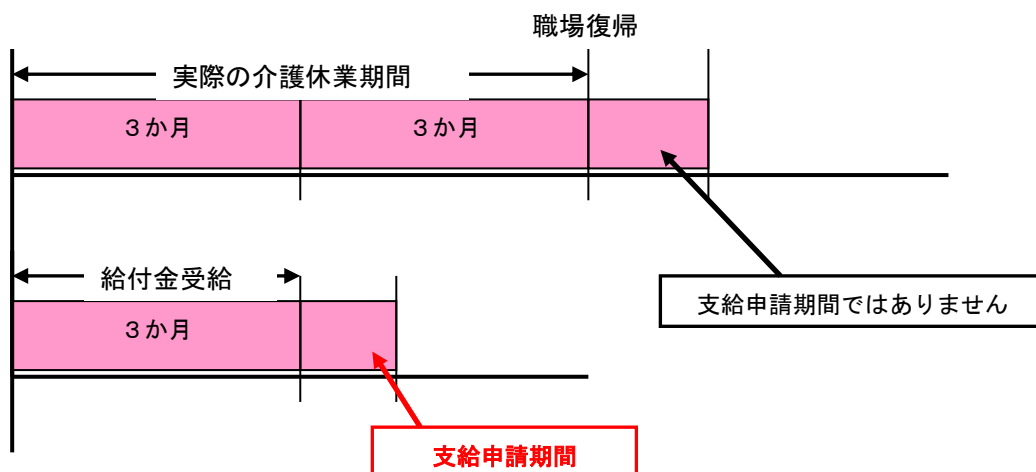 職場復帰
実際の介護休業期間
３か月
３か月
給付金受給
支給申請期間ではありません
３か月
支給申請期間